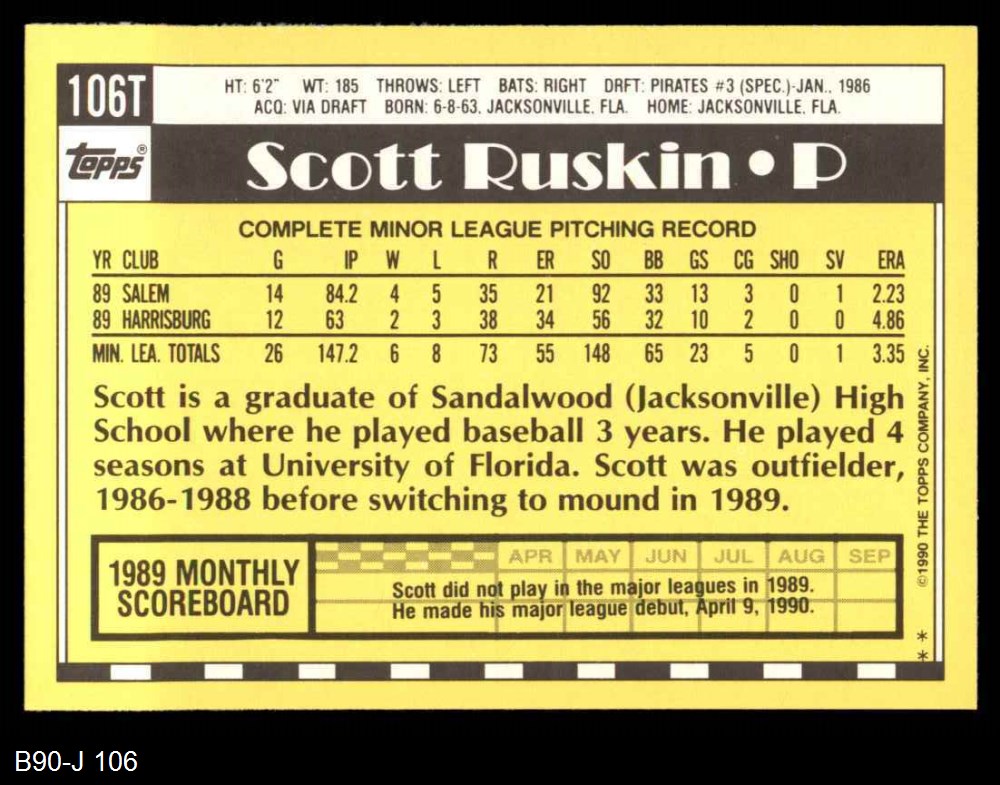 106T
HT: 6'2" WT: 185 THROWS: LEFT BATS: RIGHT DRFT: PIRATES #3 (SPEC.)-JAN., 1986
ACQ: VIA DRAFT BORN: 6-8-63, JACKSONVILLE, FLA. HOME: JACKSONVILLE, FLA.
topps®
Scott Ruskin • P
COMPLETE MINOR LEAGUE PITCHING RECORD
YR CLUB G IP W L R ER SO BB GS CG SHO SV ERA
89 SALEM 14 84.2 4 5 35 21 92 33 13 3 0 1 2.23
89 HARRISBURG 12 63 2 3 38 34 56 32 10 2 0 0 4.86
MIN. LEA. TOTALS 26 147.2 6 8 73 55 148 65 23 5 0 1 3.35
Scott is a graduate of Sandalwood (Jacksonville) High
School where he played baseball 3 years. He played 4
seasons at University of Florida. Scott was outfielder,
1986-1988 before switching to mound in 1989.
1989 MONTHLY
SCOREBOARD
APR MAY JUN JUL AUG SEP
Scott did not play in the major leagues in 1989.
He made his major league debut, April 9, 1990.
©1990 THE TOPPS COMPANY, INC.
* *
B90-J 106